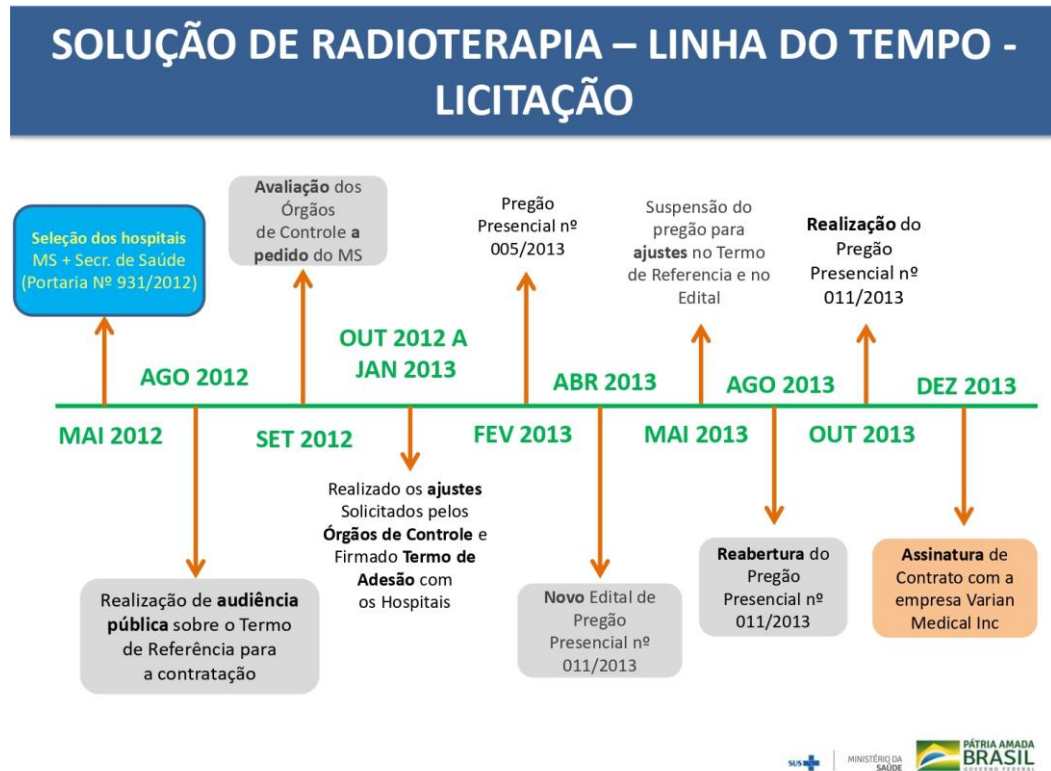 SOLUÇÃO DE RADIOTERAPIA – LINHA DO TEMPO -
LICITAÇÃO
Seleção dos hospitais
MS + Secr. de Saúde
(Portaria Nº 931/2012)
MAI 2012
AGO 2012
Realização de audiência
pública sobre o Termo
de Referência para
a contratação
Avaliação dos
Órgãos
de Controle a
pedido do MS
SET 2012
OUT 2012 A
JAN 2013
Realizado os ajustes
Solicitados pelos
Órgãos de Controle e
Firmado Termo de
Adesão com
os Hospitais
Pregão
Presencial nº
005/2013
FEV 2013
ABR 2013
Novo Edital de
Pregão
Presencial nº
011/2013
Suspensão do
pregão para
ajustes no Termo
de Referencia e no
Edital
MAI 2013
AGO 2013
Reabertura do
Pregão
Presencial nº
011/2013
Realização do
Pregão
Presencial nº
011/2013
OUT 2013
DEZ 2013
Assinatura de
Contrato com a
empresa Varian
Medical Inc
SUS
MINISTÉRIO DA
SAÚDE
PÁTRIA AMADA
BRASIL
GOVERNO FEDERAL